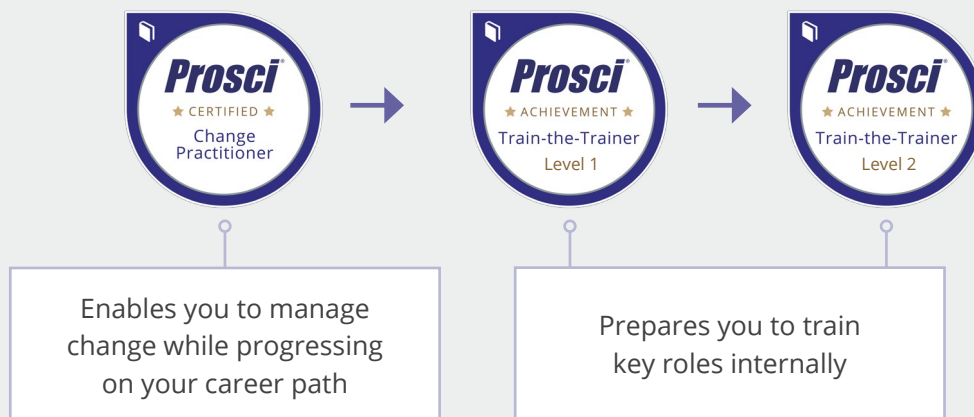 Prosci®
CERTIFIED
Change
Practitioner
Prosci®
ACHIEVEMENT
Train-the-Trainer
Level 1
Prosci®
ACHIEVEMENT
Train-the-Trainer
Level 2
Enables you to manage
change while progressing
on your career path
Prepares you to train
key roles internally